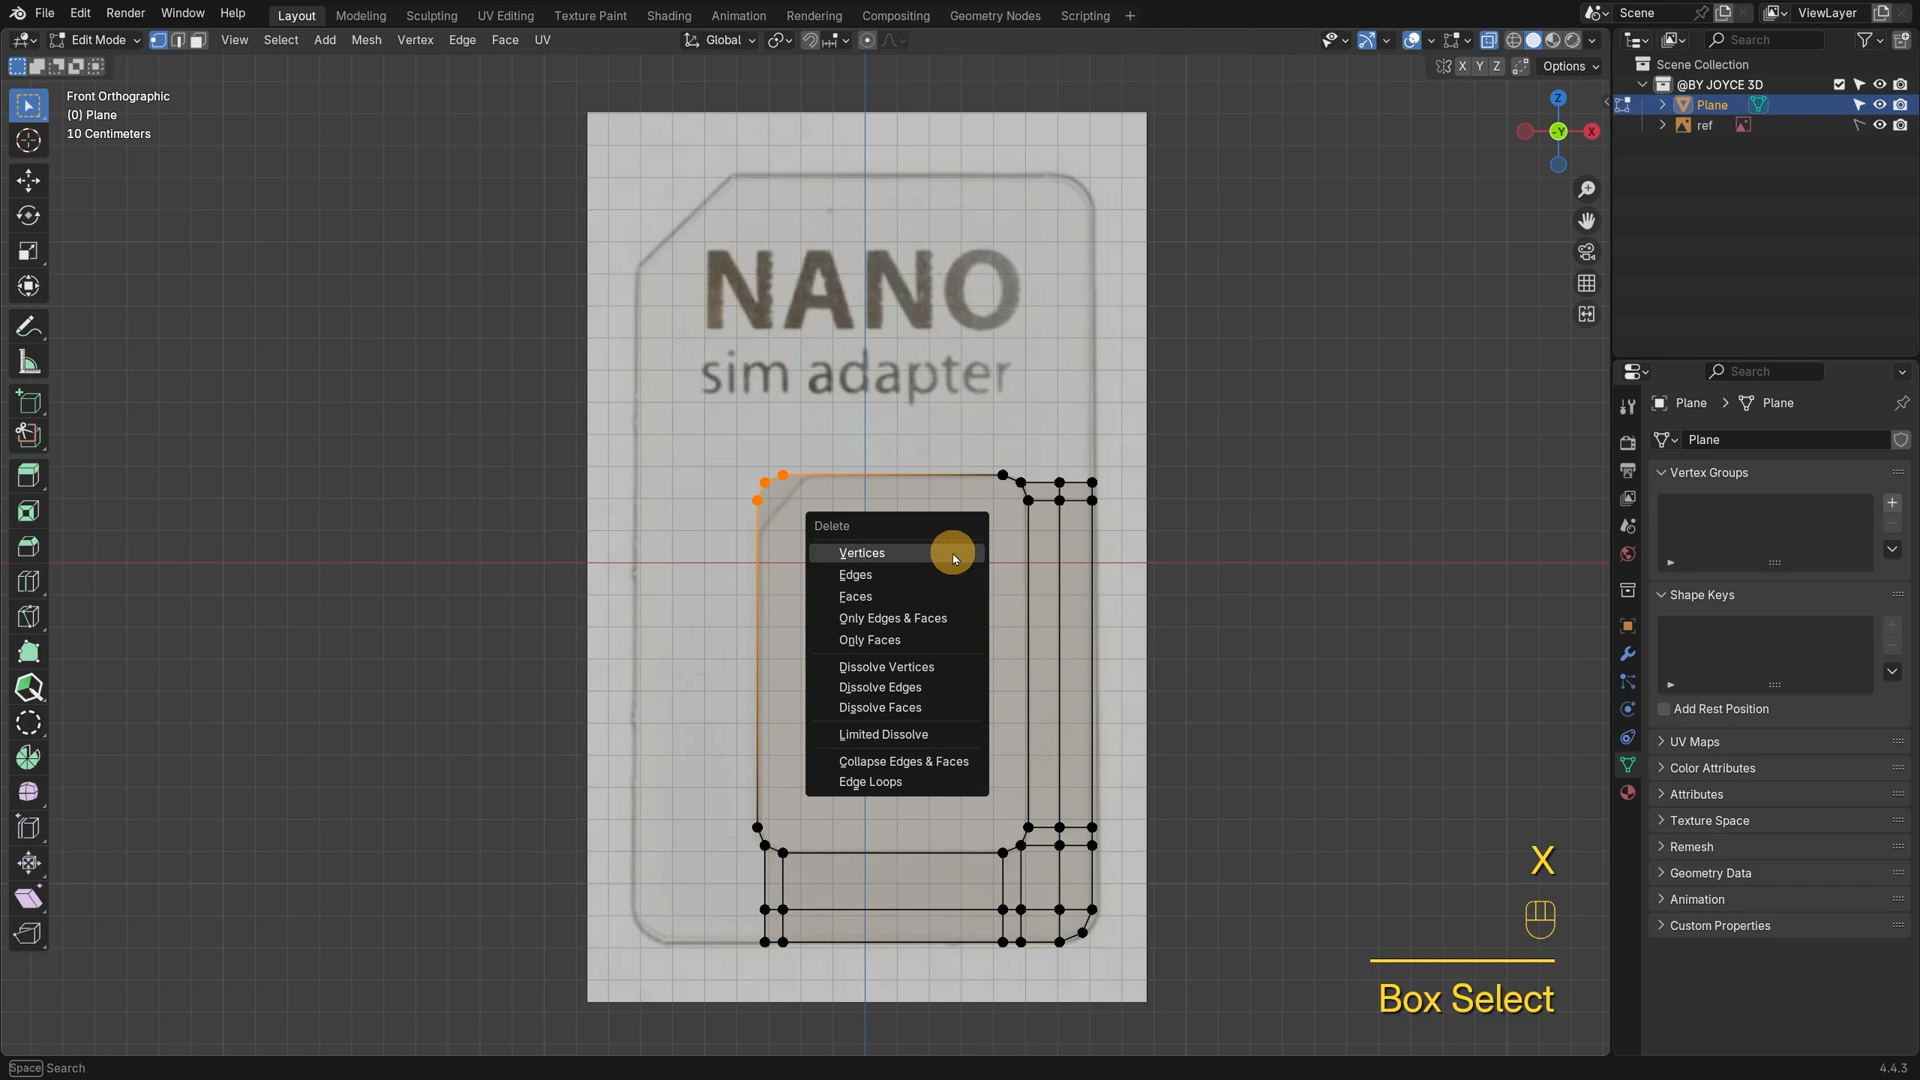 File Edit Render Window Help Layout Modeling Sculpting UV Editing Texture Paint Shading Animation Rendering Compositing Geometry Nodes Scripting + Scene ViewLayer
Edit Mode View Select Add Mesh Vertex Edge Face UV Global Search
X Y Z Options
Scene Collection
@BY JOYCE 3D
Plane
ref
Front Orthographic
(0) Plane
10 Centimeters
Z
-Y X
NANO
sim adapter
Delete
Vertices
Edges
Faces
Only Edges & Faces
Only Faces
Dissolve Vertices
Dissolve Edges
Dissolve Faces
Limited Dissolve
Collapse Edges & Faces
Edge Loops
Search
Plane > Plane
Plane
Vertex Groups
Shape Keys
Add Rest Position
UV Maps
Color Attributes
Attributes
Texture Space
Remesh
Geometry Data
Animation
Custom Properties
X
Box Select
Space Search 4.4.3